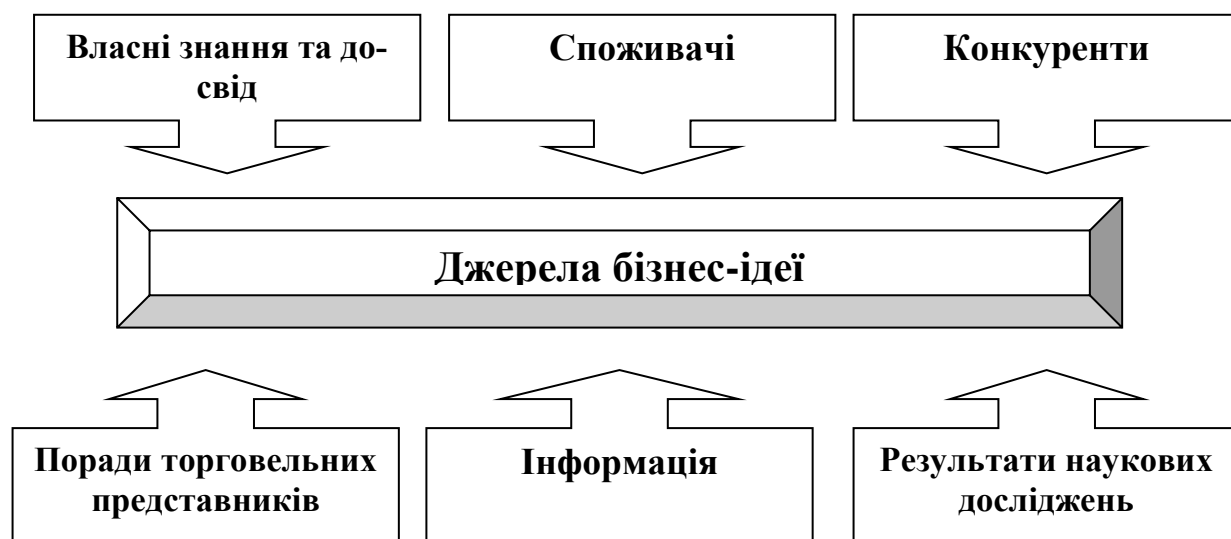 Власні знання та до-
свід
Споживачі
Конкуренти
Джерела бізнес-ідеї
Поради торговельних
представників
Інформація
Результати наукових
досліджень